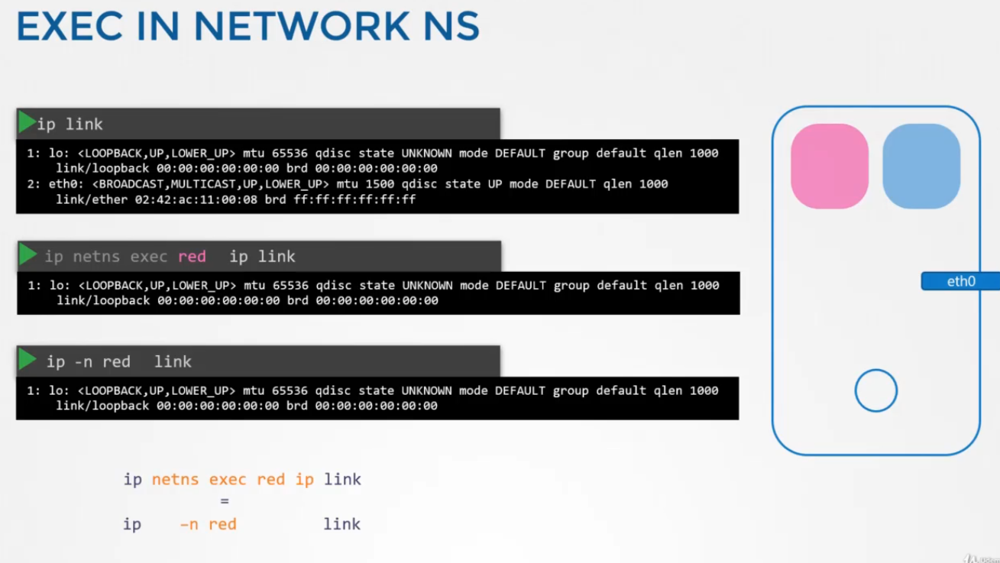 EXEC IN NETWORK NS
ip link
1: lo: <LOOPBACK,UP,LOWER_UP> mtu 65536 qdisc state UNKNOWN mode DEFAULT group default qlen 1000
link/loopback 00:00:00:00:00:00 brd 00:00:00:00:00:00
2: eth0: <BROADCAST,MULTICAST,UP,LOWER_UP> mtu 1500 qdisc state UP mode DEFAULT qlen 1000
link/ether 02:42:ac:11:00:08 brd ff:ff:ff:ff:ff:ff
ip netns exec red ip link
1: lo: <LOOPBACK,UP,LOWER_UP> mtu 65536 qdisc state UNKNOWN mode DEFAULT group default qlen 1000
link/loopback 00:00:00:00:00:00 brd 00:00:00:00:00:00
eth0
ip -n red link
1: lo: <LOOPBACK,UP,LOWER_UP> mtu 65536 qdisc state UNKNOWN mode DEFAULT group default qlen 1000
link/loopback 00:00:00:00:00:00 brd 00:00:00:00:00:00
ip netns exec red ip link
=
ip –n red link